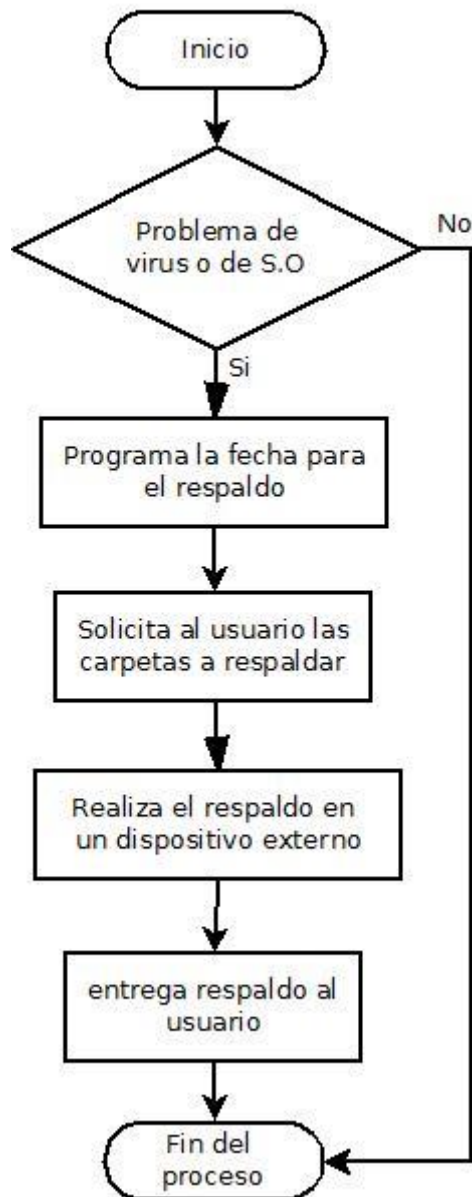 Inicio
Problema de
virus o de S.O
No
Si
Programa la fecha para
el respaldo
Solicita al usuario las
carpetas a respaldar
Realiza el respaldo en
un dispositivo externo
entrega respaldo al
usuario
Fin del
proceso